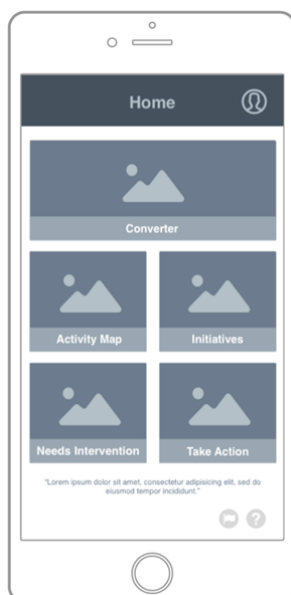 Home
Converter
Activity Map
Initiatives
Needs Intervention
Take Action
"Lorem ipsum dolor sit amet, consectetur adipisicing elit, sed do
eiusmod tempor incididunt."
?